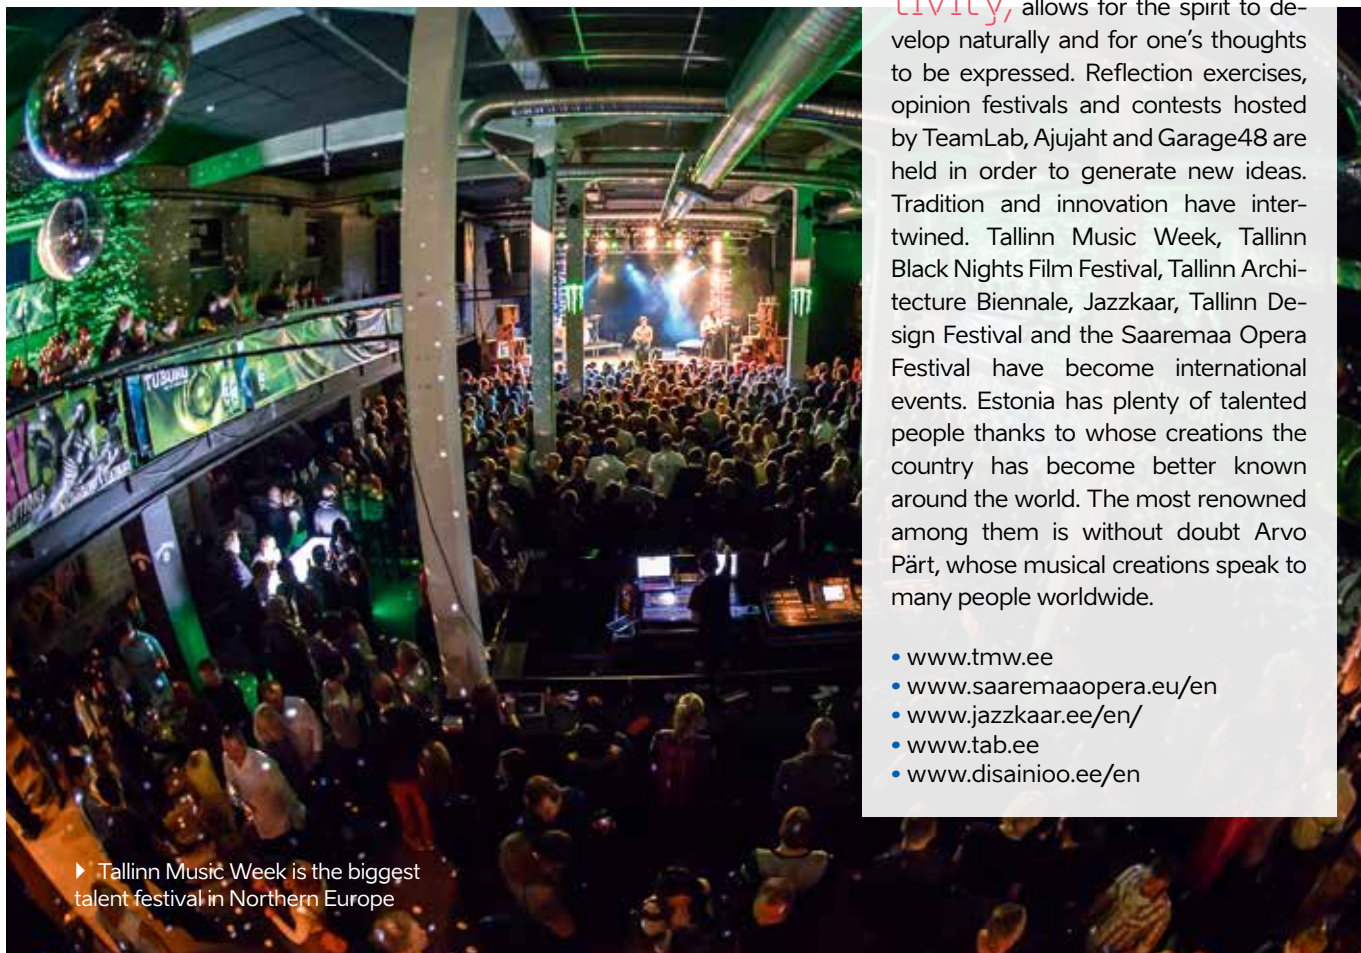 tivity, allows for the spirit to de-
velop naturally and for one’s thoughts
to be expressed. Reflection exercises,
opinion festivals and contests hosted
by TeamLab, Ajujaht and Garage48 are
held in order to generate new ideas.
Tradition and innovation have inter-
twined. Tallinn Music Week, Tallinn
Black Nights Film Festival, Tallinn Archi-
tecture Biennale, Jazzkaar, Tallinn De-
sign Festival and the Saaremaa Opera
Festival have become international
events. Estonia has plenty of talented
people thanks to whose creations the
country has become better known
around the world. The most renowned
among them is without doubt Arvo
Pärt, whose musical creations speak to
many people worldwide.
• www.tmw.ee
• www.saaremaaopera.eu/en
• www.jazzkaar.ee/en/
• www.tab.ee
• www.disainioo.ee/en
TUBORG
Tallinn Music Week is the biggest
talent festival in Northern Europe